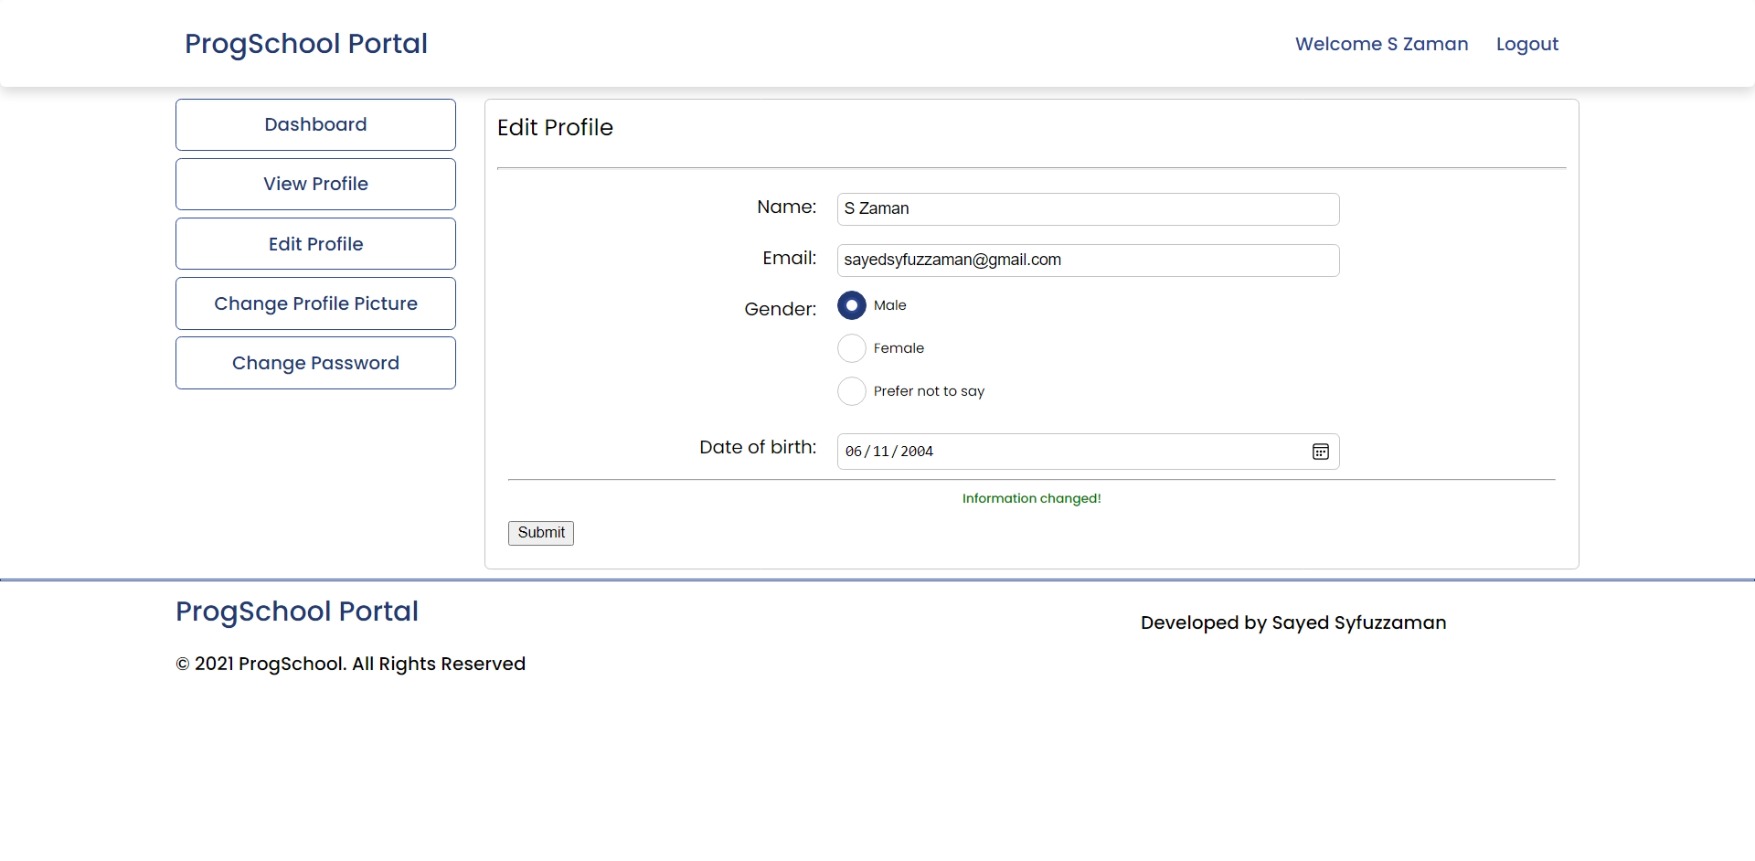 ProgSchool Portal
Welcome S Zaman Logout
Dashboard
View Profile
Edit Profile
Change Profile Picture
Change Password
Edit Profile
Name: S Zaman
Email: sayedsyfuzzaman@gmail.com
Gender: Male
Female
Prefer not to say
Date of birth: 06/11/2004
Information changed!
Submit
ProgSchool Portal
Developed by Sayed Syfuzzaman
© 2021 ProgSchool. All Rights Reserved